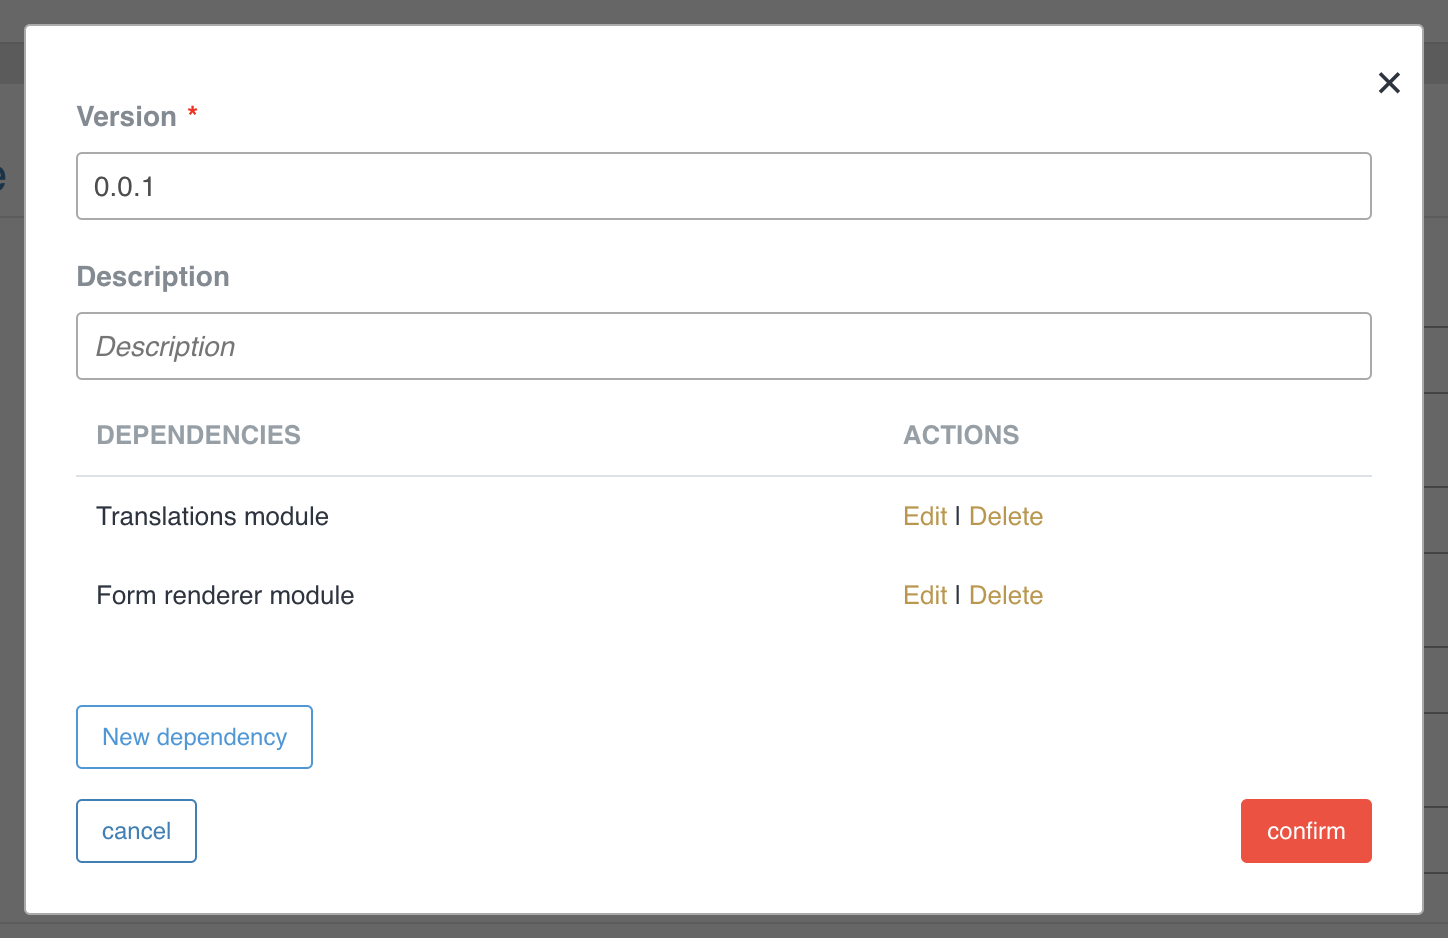 Version *
0.0.1
Description
Description
DEPENDENCIES ACTIONS
Translations module Edit | Delete
Form renderer module Edit | Delete
New dependency
cancel confirm